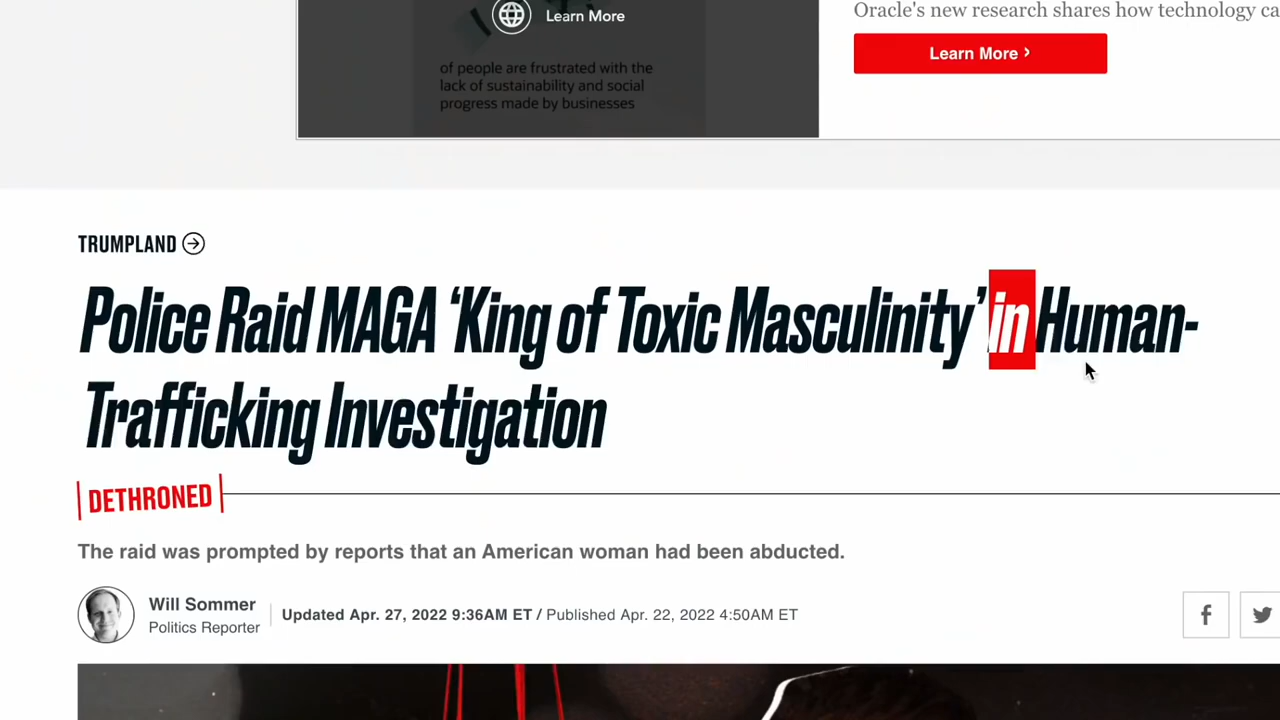 Learn More
of people are frustrated with the
lack of sustainability and social
progress made by businesses
Oracle's new research shares how technology ca
Learn More ›
TRUMPLAND
Police Raid MAGA ‘King of Toxic Masculinity’ in Human-
Trafficking Investigation
DETHRONED
The raid was prompted by reports that an American woman had been abducted.
Will Sommer
Politics Reporter
Updated Apr. 27, 2022 9:36AM ET / Published Apr. 22, 2022 4:50AM ET